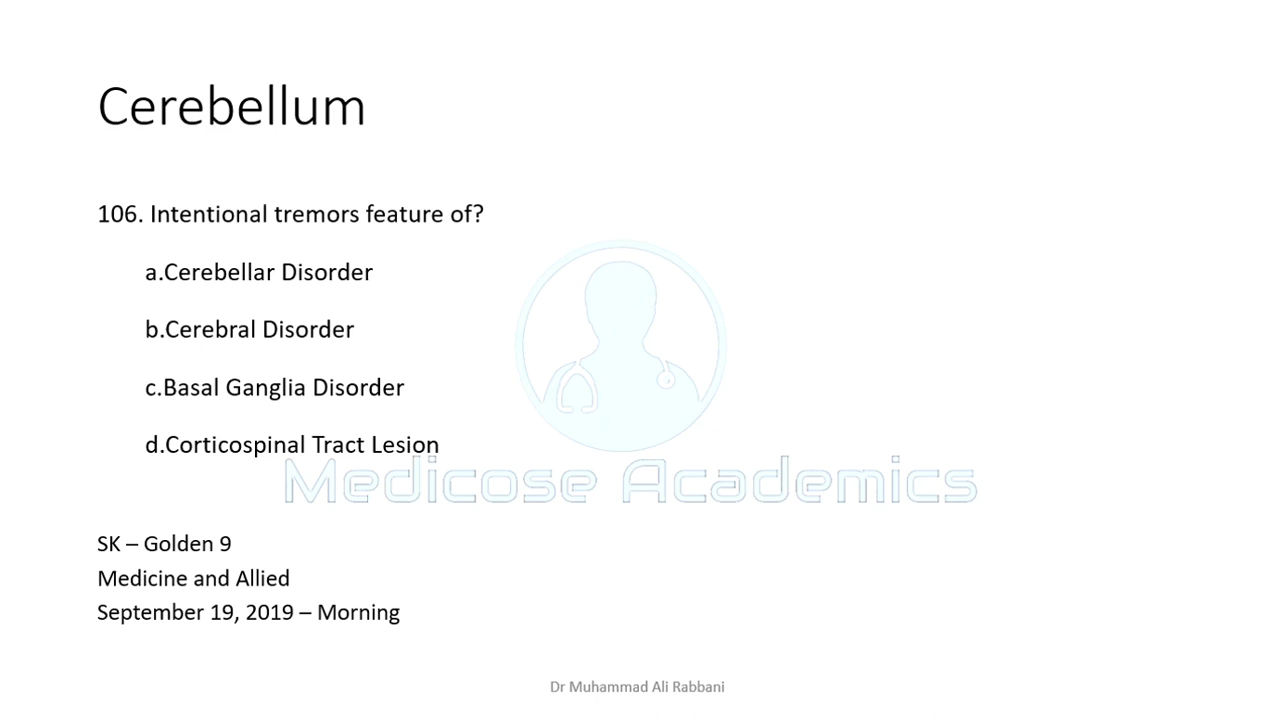 Cerebellum
106. Intentional tremors feature of?
a.Cerebellar Disorder
b.Cerebral Disorder
c.Basal Ganglia Disorder
d.Corticospinal Tract Lesion
Medicose Academics
SK – Golden 9
Medicine and Allied
September 19, 2019 – Morning
Dr Muhammad Ali Rabbani